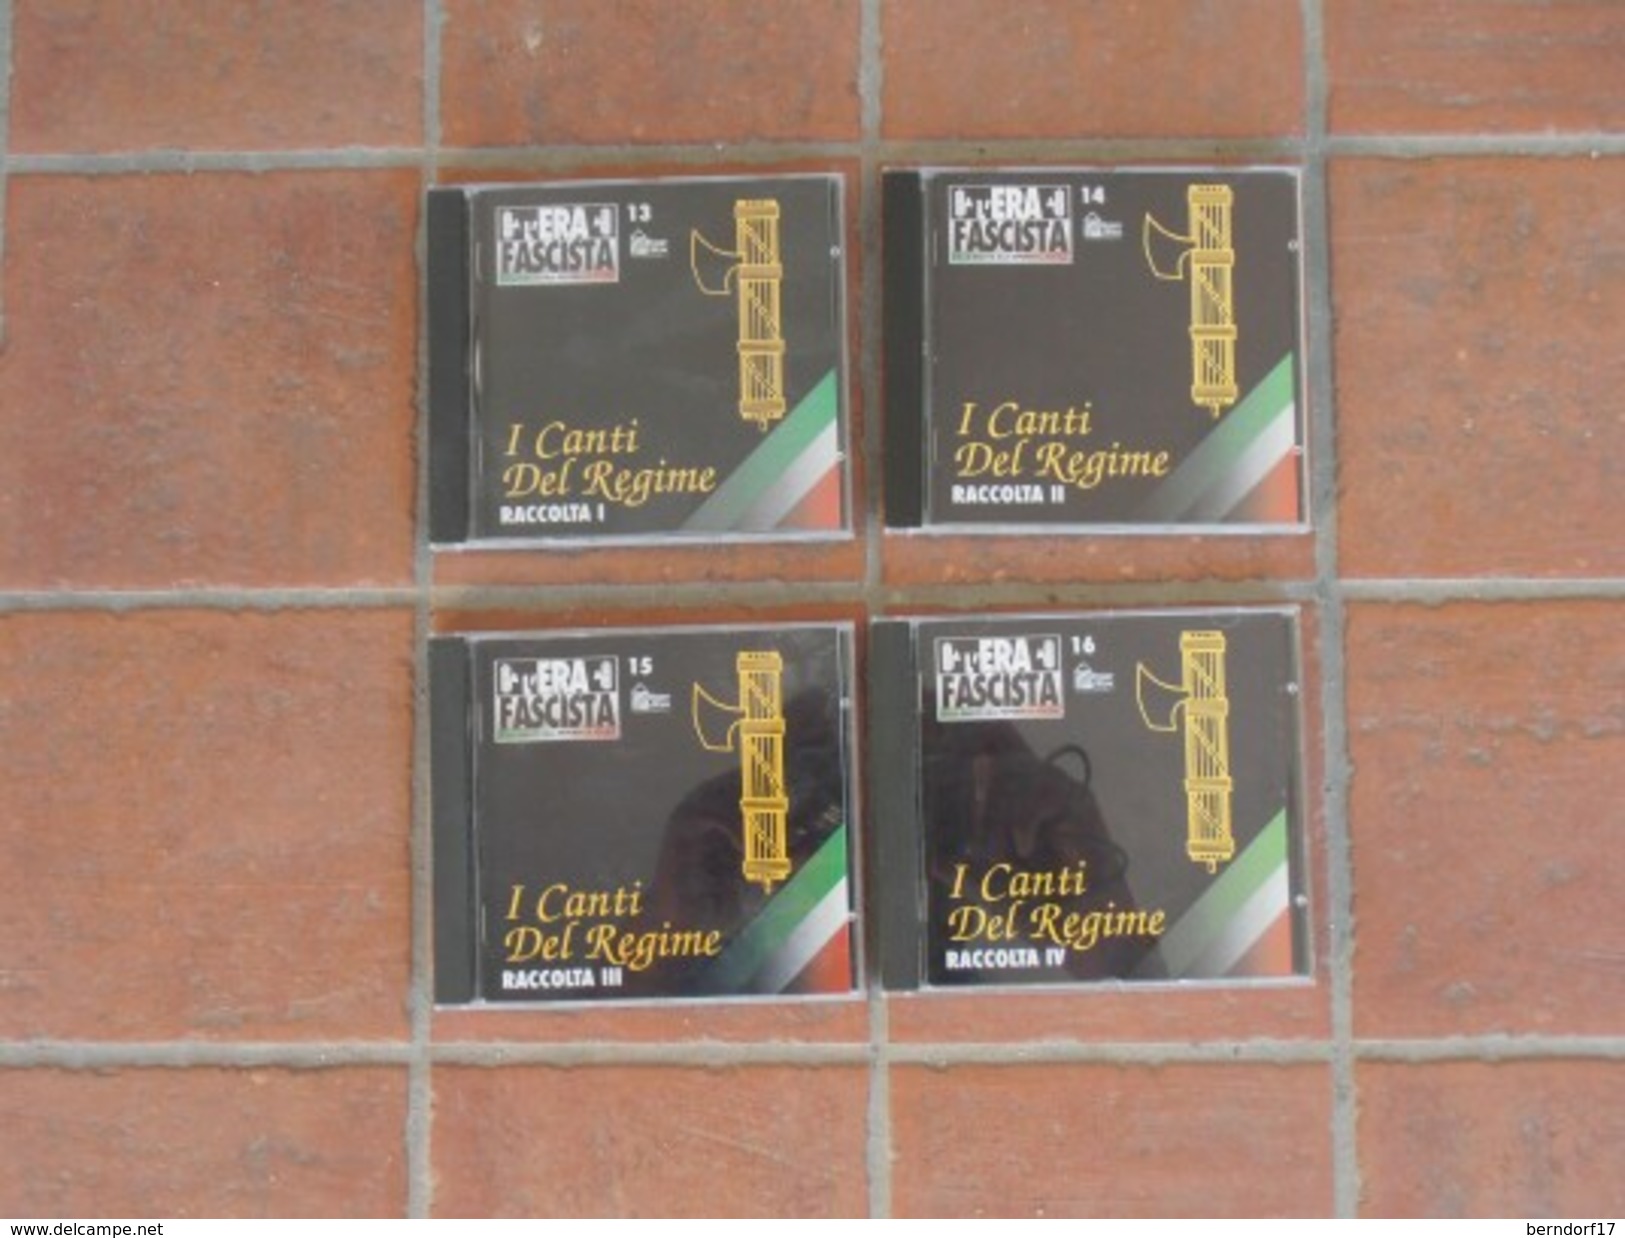 L'ERA
FASCISTA
13
I Canti
Del Regime
RACCOLTA I
L'ERA
FASCISTA
14
I Canti
Del Regime
RACCOLTA II
L'ERA
FASCISTA
15
I Canti
Del Regime
RACCOLTA III
L'ERA
FASCISTA
16
I Canti
Del Regime
RACCOLTA IV
www.delcampe.net
berndorf17